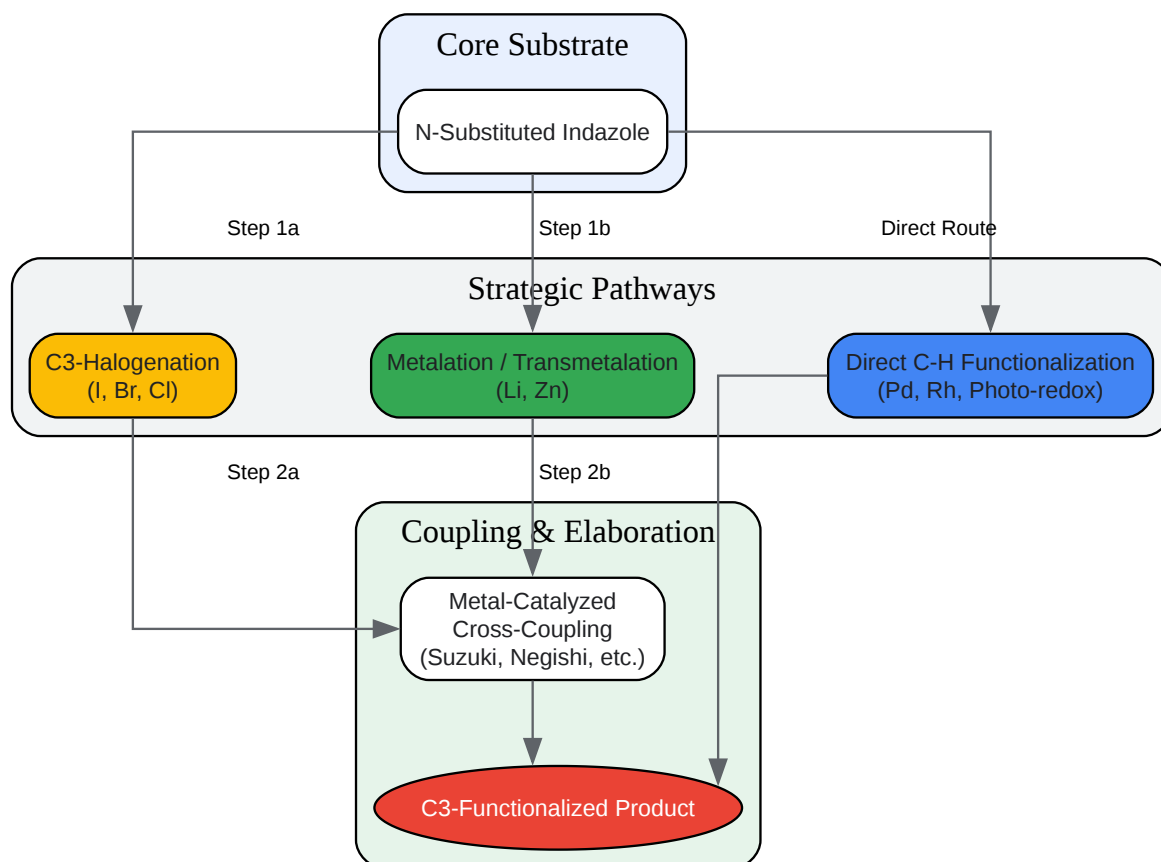 Core Substrate
N-Substituted Indazole
Step 1a
Step 1b
Direct Route
Strategic Pathways
C3-Halogenation
(I, Br, Cl)
Metalation / Transmetalation
(Li, Zn)
Direct C-H Functionalization
(Pd, Rh, Photo-redox)
Step 2a
Step 2b
Coupling & Elaboration
Metal-Catalyzed
Cross-Coupling
(Suzuki, Negishi, etc.)
C3-Functionalized Product